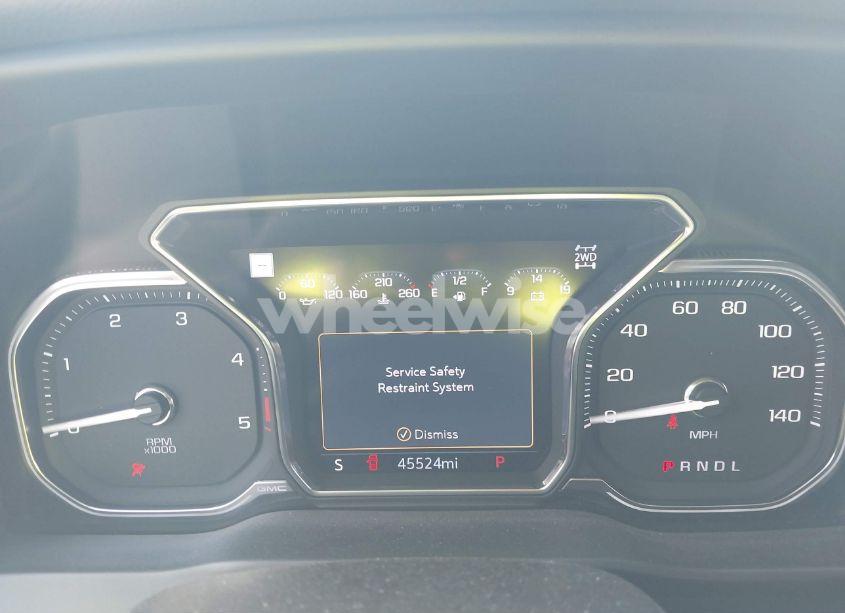 2WD
60
0 120
210
160 260
1/2
E F
14
9 19
wheelwise
0 1 2 3 4 5
RPM
x1000
Service Safety
Restraint System
Dismiss
S 45524mi P
GMC
0 20 40 60 80 100 120 140
MPH
PRNDL